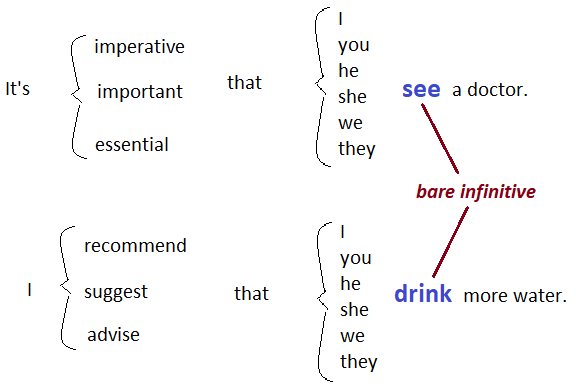 It's
imperative
important
essential
that
I
you
he
she
we
they
see a doctor.
bare infinitive
I
recommend
suggest
advise
that
I
you
he
she
we
they
drink more water.